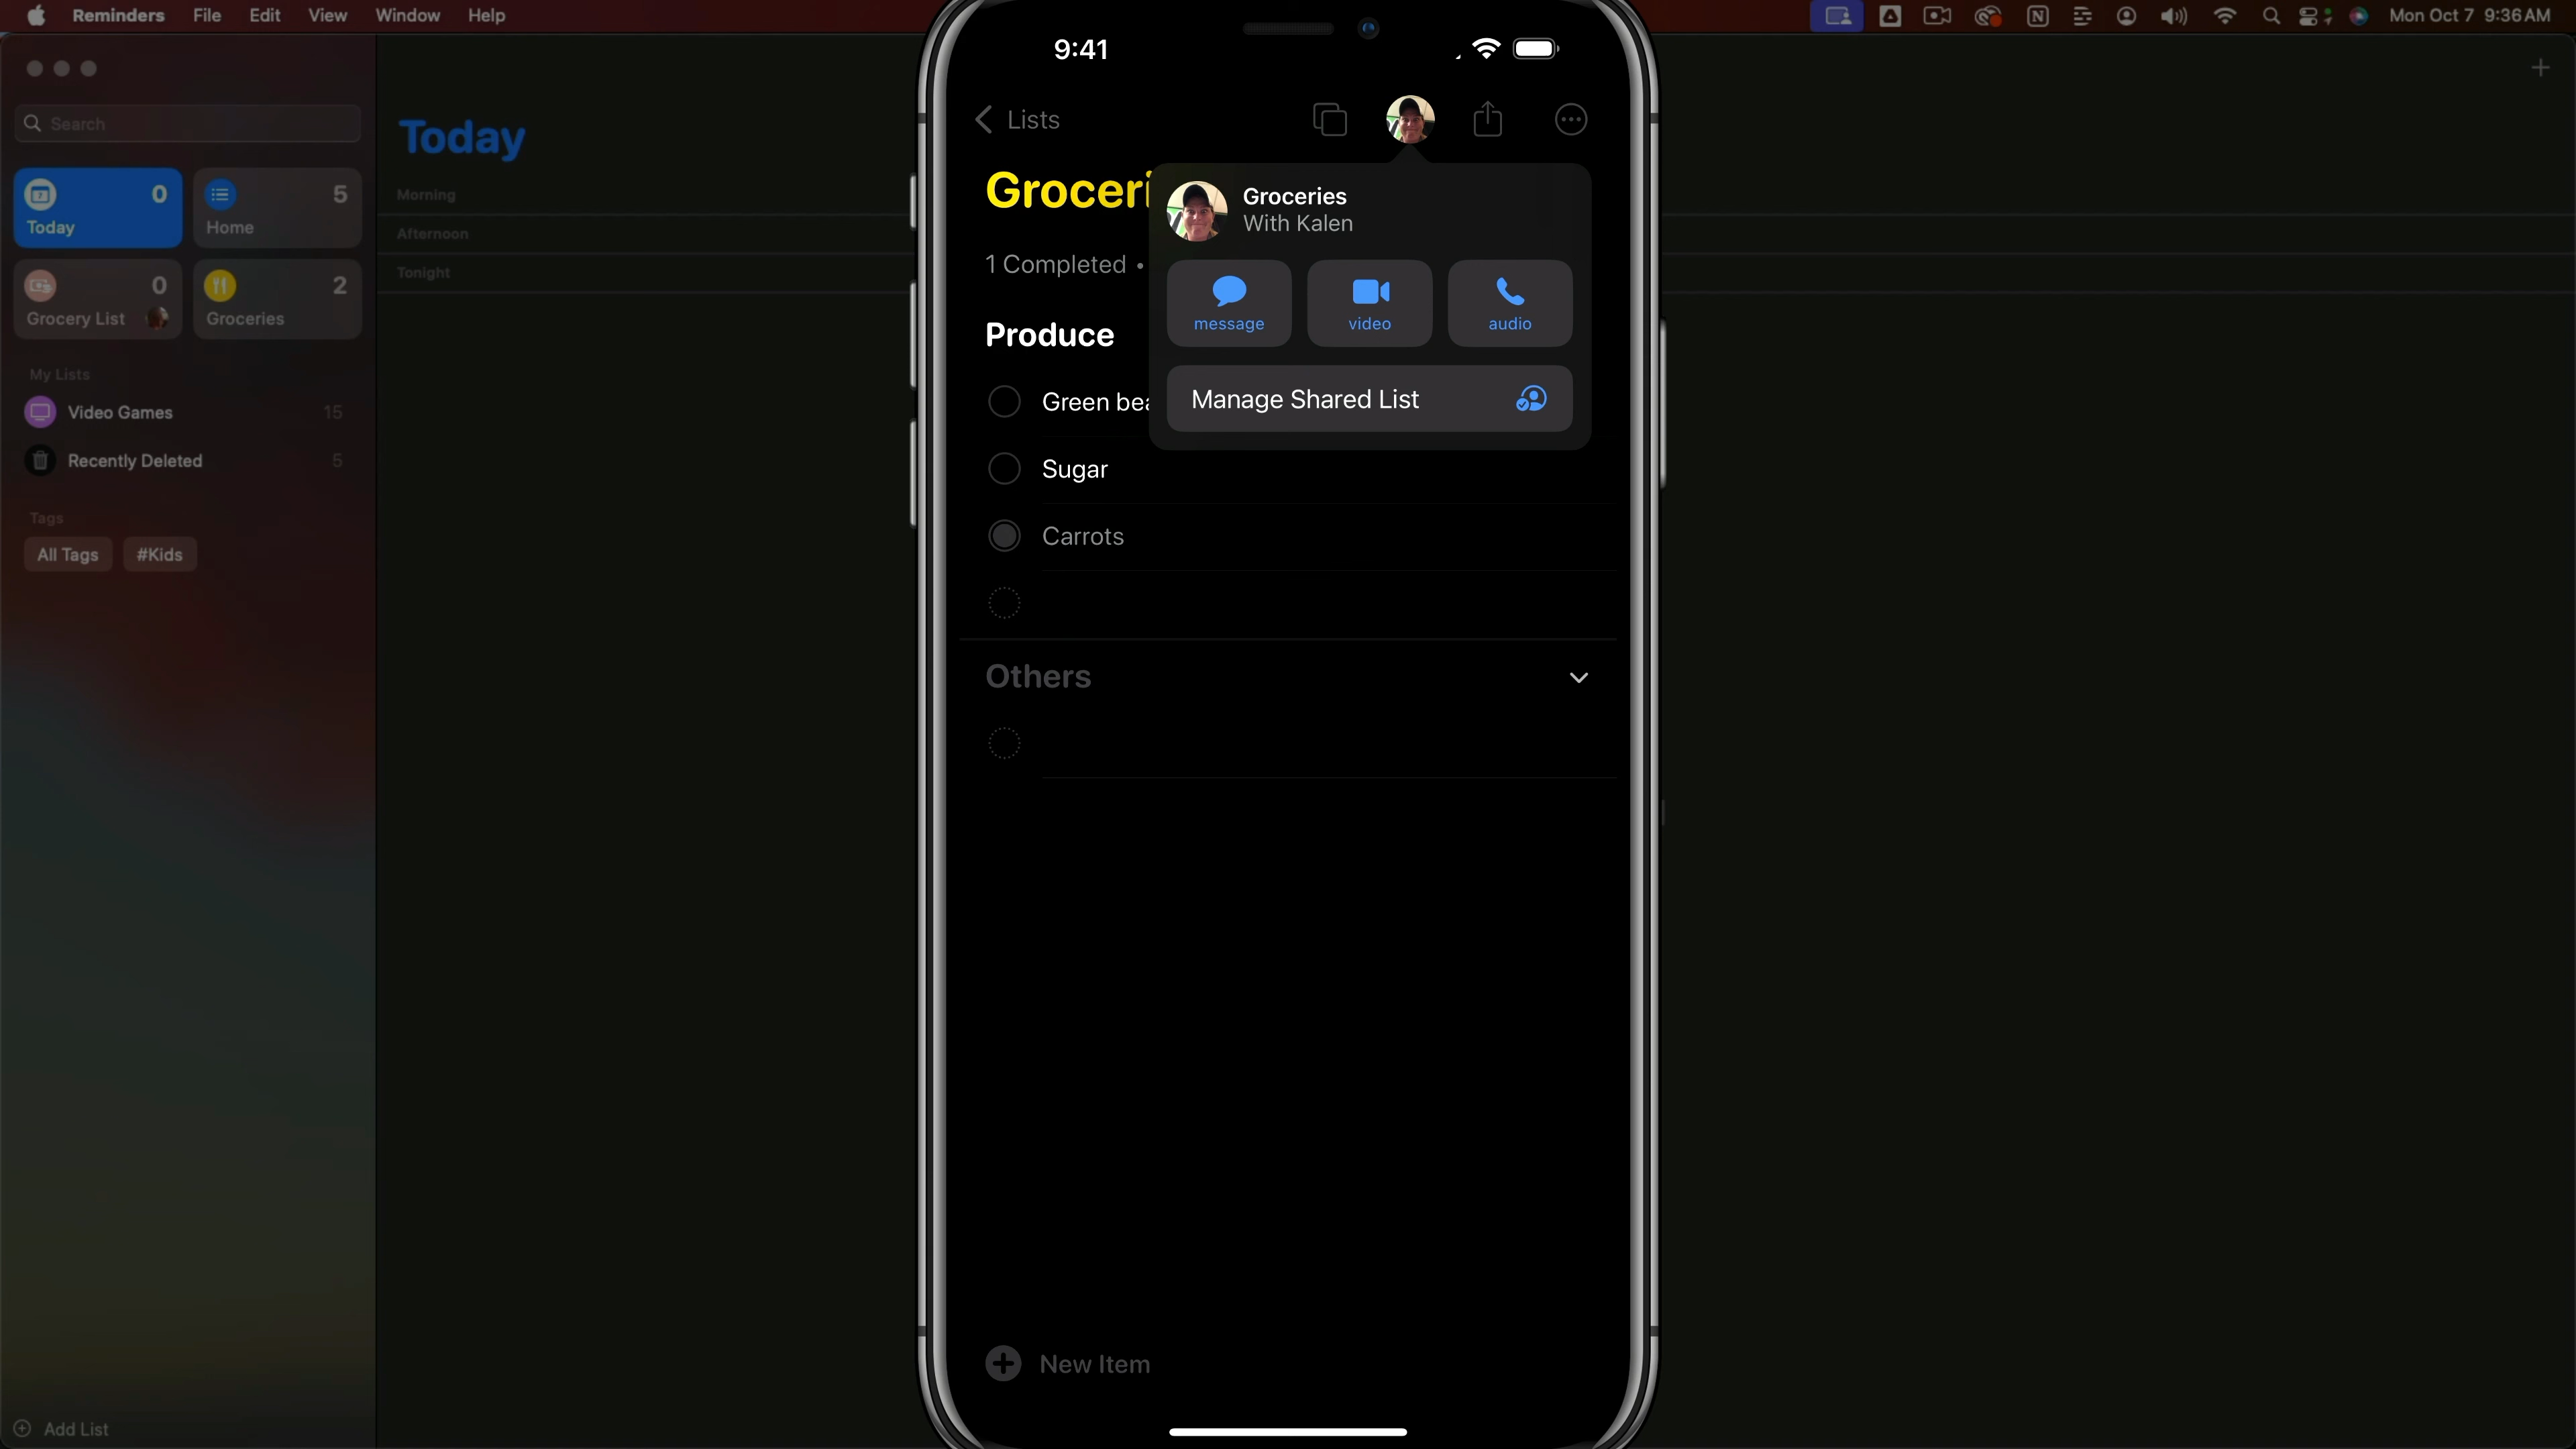 Reminders File Edit View Window Help
Mon Oct 7 9:36 AM
Search
0
Today
5
Home
0
Grocery List
2
Groceries
My Lists
Video Games 15
Recently Deleted 5
Tags
All Tags #Kids
Add List
Today
Morning
Afternoon
Tonight
9:41
Lists
Groceri
1 Completed •
Groceries
With Kalen
message video audio
Manage Shared List
Produce
Green bea
Sugar
Carrots
Others
New Item